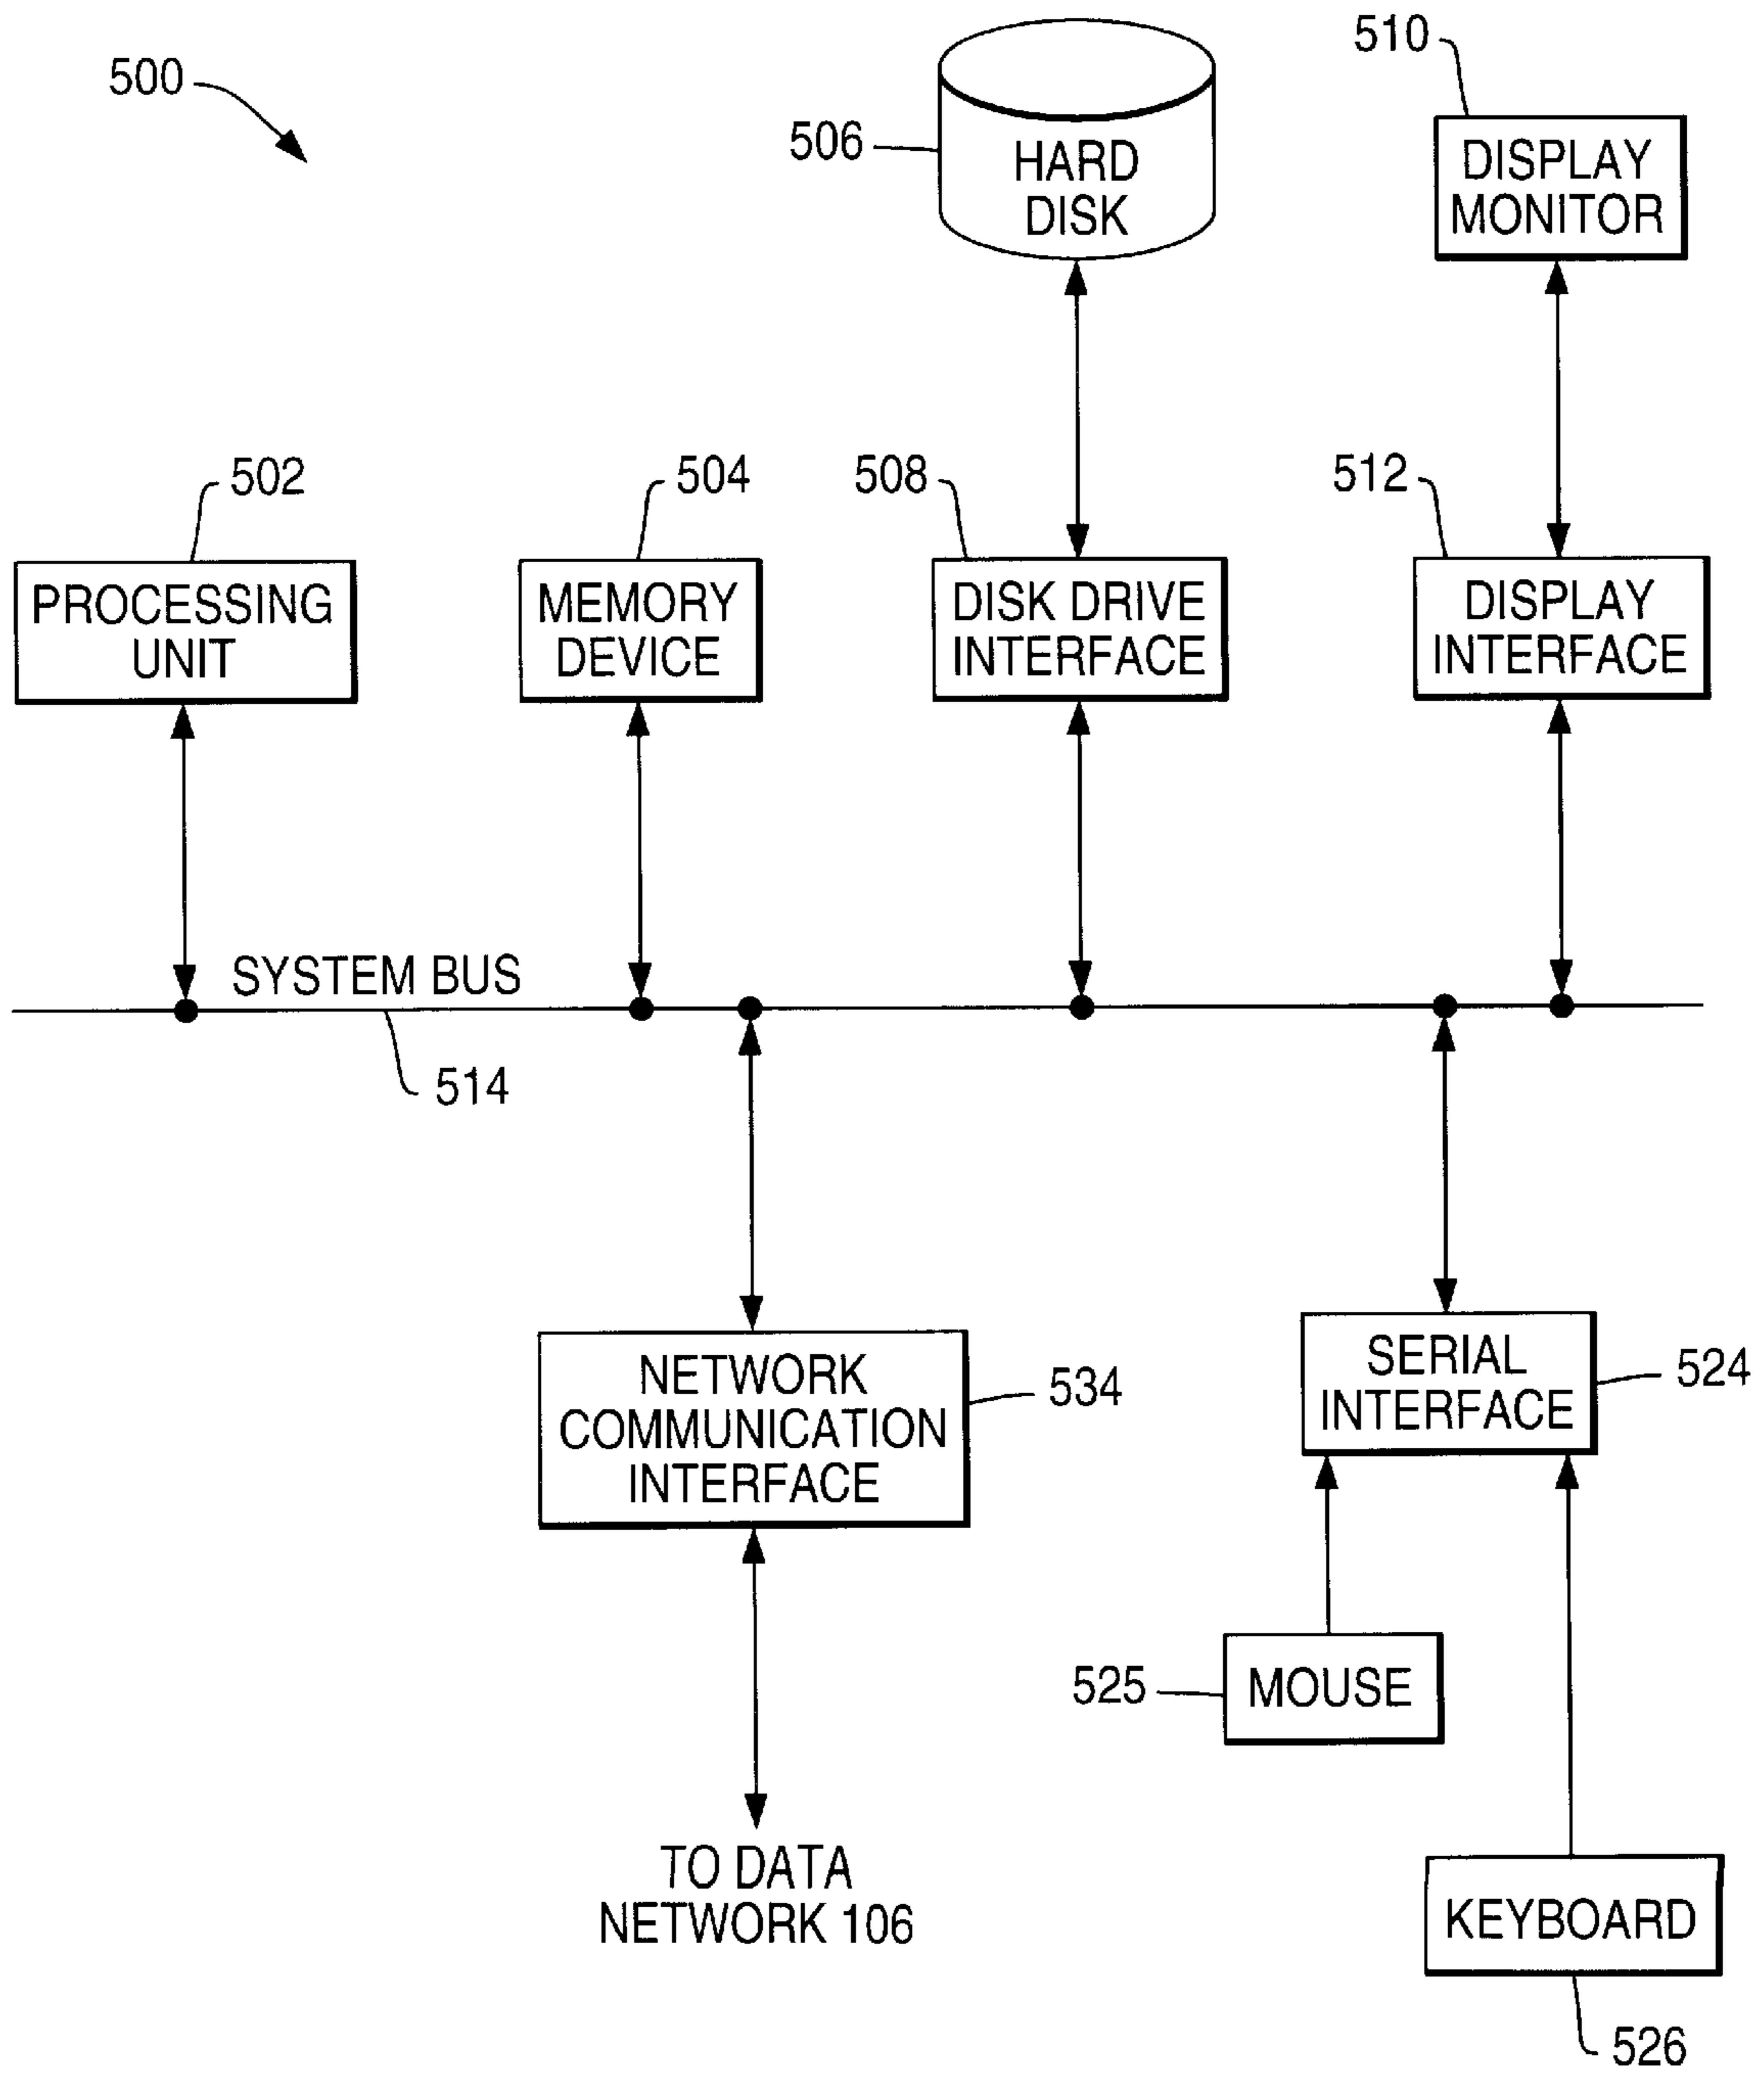 500
506
HARD
DISK
510
DISPLAY
MONITOR
502
PROCESSING
UNIT
504
MEMORY
DEVICE
508
DISK DRIVE
INTERFACE
512
DISPLAY
INTERFACE
SYSTEM BUS
514
NETWORK
COMMUNICATION
INTERFACE
534
SERIAL
INTERFACE
524
525
MOUSE
TO DATA
NETWORK 106
KEYBOARD
526